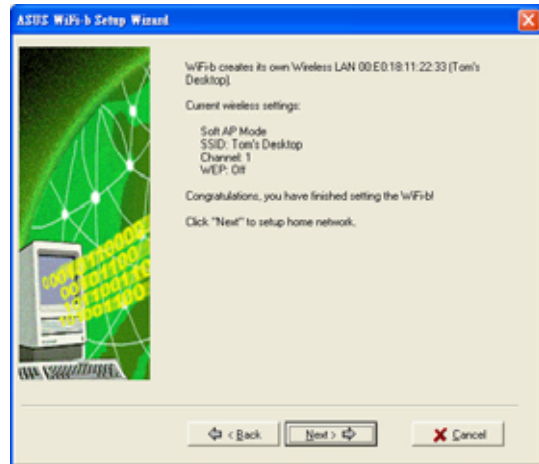 ASUS WiFi-b Setup Wizard
WiFi-b creates its own Wireless LAN 00:E0:18:11:22:33 (Tom's
Desktop).
Current wireless settings:
Soft AP Mode
SSID: Tom's Desktop
Channel: 1
WEP: Off
Congratulations, you have finished setting the WiFi-b!
Click "Next" to setup home network.
< Back
Next >
Cancel